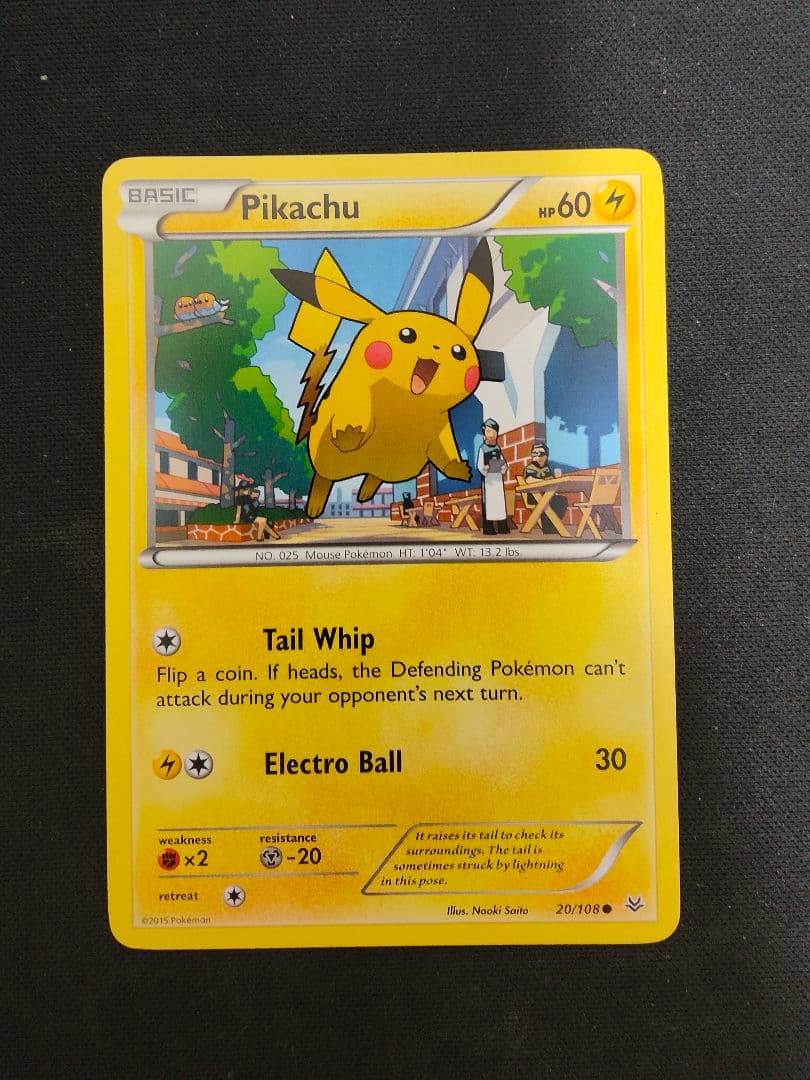 BASIC
Pikachu
HP60
NO. 025 Mouse Pokémon HT: 1'04" WT: 13.2 lbs.
Tail Whip
Flip a coin. If heads, the Defending Pokémon can't
attack during your opponent's next turn.
Electro Ball 30
weakness
×2
resistance
-20
retreat
It raises its tail to check its
surroundings. The tail is
sometimes struck by lightning
in this pose.
Illus. Naoki Saito 20/108
©2015 Pokémon